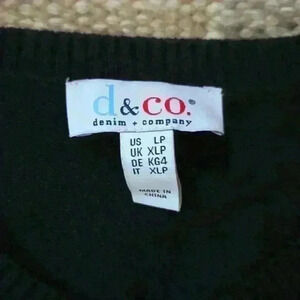 d&co.®
denim + company
US LP
UK XLP
DE KG4
IT XLP
MADE IN
CHINA